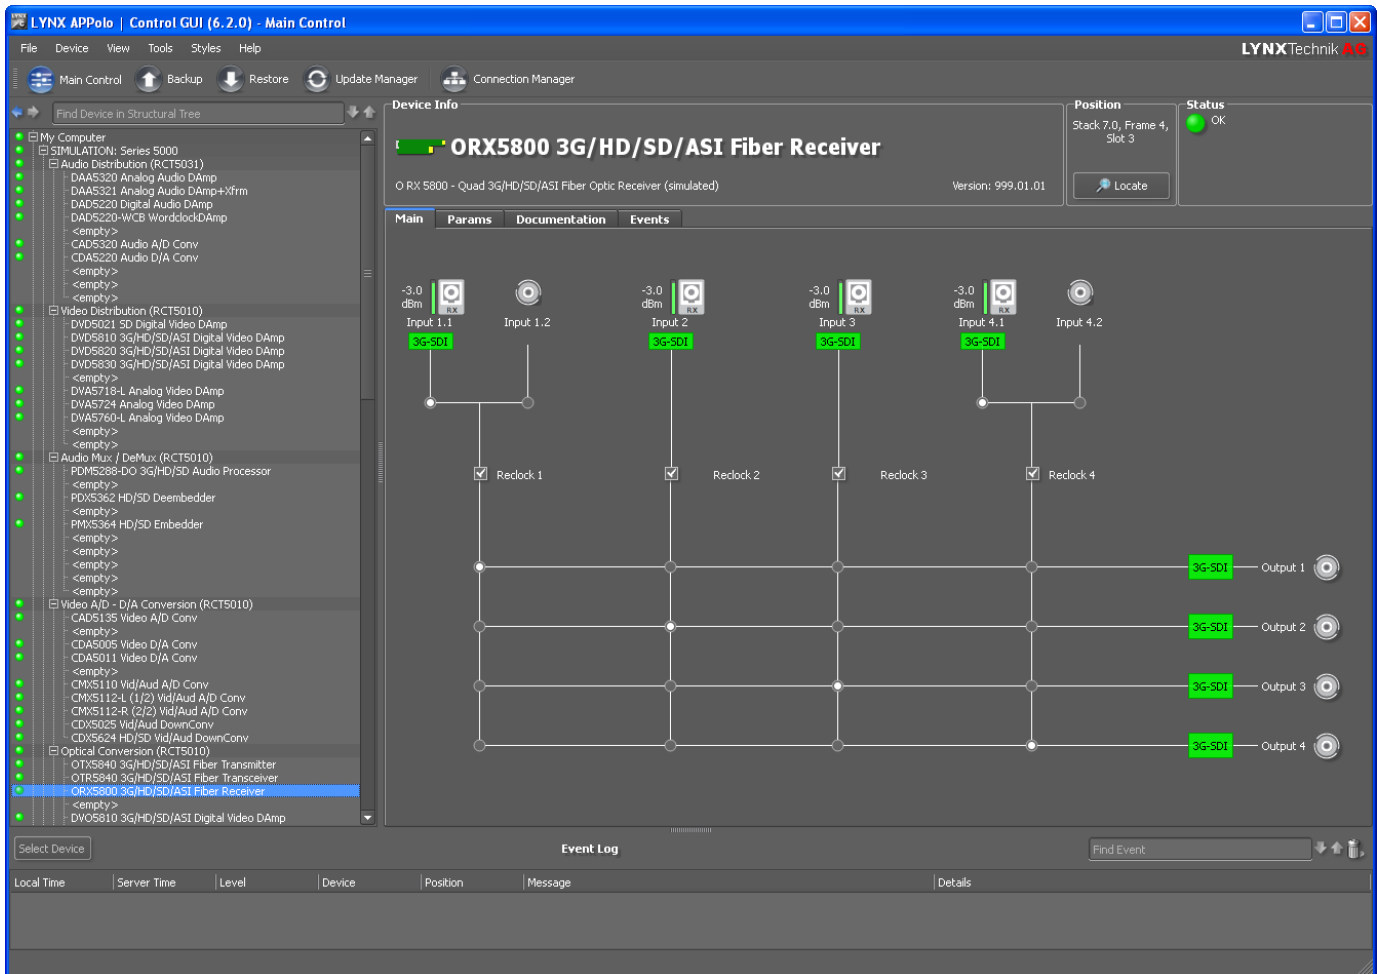 LYNX APPolo | Control GUI (6.2.0) - Main Control
File Device View Tools Styles Help
LYNXTechnik AG
Main Control Backup Restore Update Manager Connection Manager
Find Device in Structural Tree
My Computer
SIMULATION: Series 5000
Audio Distribution (RCT5031)
DAA5320 Analog Audio DAmp
DAA5321 Analog Audio DAmp+Xfrm
DAD5220 Digital Audio DAmp
DAD5220-WCB WordclockDAmp
<empty>
CAD5320 Audio A/D Conv
CDA5220 Audio D/A Conv
<empty>
<empty>
<empty>
Video Distribution (RCT5010)
DVD5021 SD Digital Video DAmp
DVD5810 3G/HD/SD/ASI Digital Video DAmp
DVD5820 3G/HD/SD/ASI Digital Video DAmp
DVD5830 3G/HD/SD/ASI Digital Video DAmp
<empty>
DVA5718-L Analog Video DAmp
DVA5724 Analog Video DAmp
DVA5760-L Analog Video DAmp
<empty>
<empty>
Audio Mux / DeMux (RCT5010)
PDM5288-DO 3G/HD/SD Audio Processor
<empty>
PDX5362 HD/SD Deembedder
<empty>
PMX5364 HD/SD Embedder
<empty>
<empty>
<empty>
<empty>
<empty>
Video A/D - D/A Conversion (RCT5010)
CAD5135 Video A/D Conv
<empty>
CDA5005 Video D/A Conv
CDA5011 Video D/A Conv
<empty>
CMX5110 Vid/Aud A/D Conv
CMX5112-L (1/2) Vid/Aud A/D Conv
CMX5112-R (2/2) Vid/Aud A/D Conv
CDX5025 Vid/Aud DownConv
CDX5624 HD/SD Vid/Aud DownConv
Optical Conversion (RCT5010)
OTX5840 3G/HD/SD/ASI Fiber Transmitter
OTR5840 3G/HD/SD/ASI Fiber Transceiver
ORX5800 3G/HD/SD/ASI Fiber Receiver
<empty>
DVO5810 3G/HD/SD/ASI Digital Video DAmp
Device Info
ORX5800 3G/HD/SD/ASI Fiber Receiver
O RX 5800 - Quad 3G/HD/SD/ASI Fiber Optic Receiver (simulated)
Version: 999.01.01
Position
Stack 7.0, Frame 4,
Slot 3
Locate
Status
OK
Main Params Documentation Events
-3.0
dBm
RX
Input 1.1
3G-SDI
Input 1.2
-3.0
dBm
RX
Input 2
3G-SDI
-3.0
dBm
RX
Input 3
3G-SDI
-3.0
dBm
RX
Input 4.1
3G-SDI
Input 4.2
Reclock 1 Reclock 2 Reclock 3 Reclock 4
3G-SDI Output 1
3G-SDI Output 2
3G-SDI Output 3
3G-SDI Output 4
Select Device
Event Log
Find Event
Local Time Server Time Level Device Position Message Details